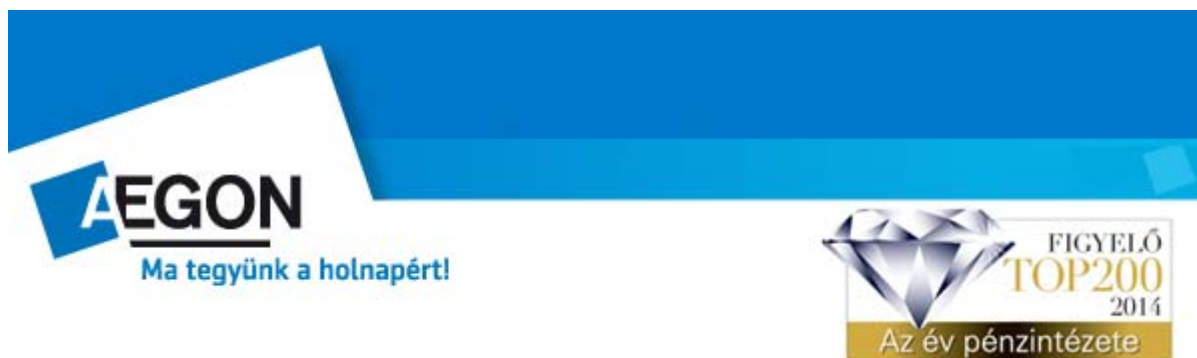 AEGON
Ma tegyünk a holnapért!
FIGYELŐ
TOP200
2014
Az év pénzintézete